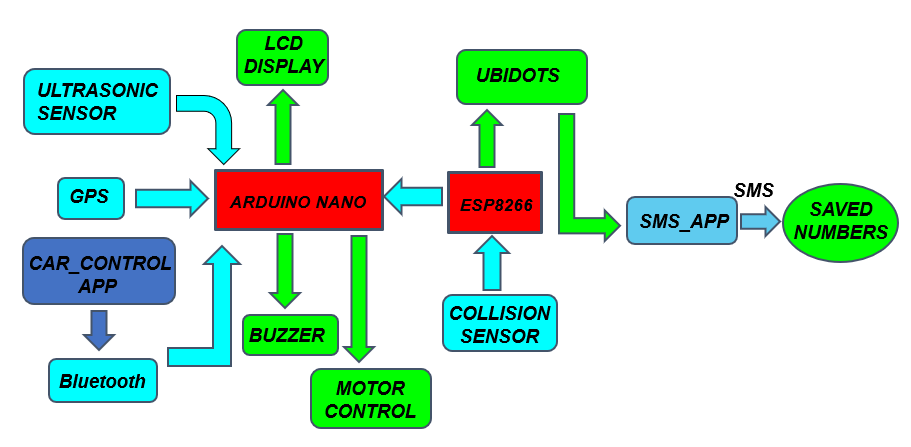 LCD
DISPLAY
ULTRASONIC
SENSOR
UBIDOTS
GPS
ARDUINO NANO
ESP8266
SMS
SMS_APP
SAVED
NUMBERS
CAR_CONTROL
APP
COLLISION
SENSOR
BUZZER
Bluetooth
MOTOR
CONTROL